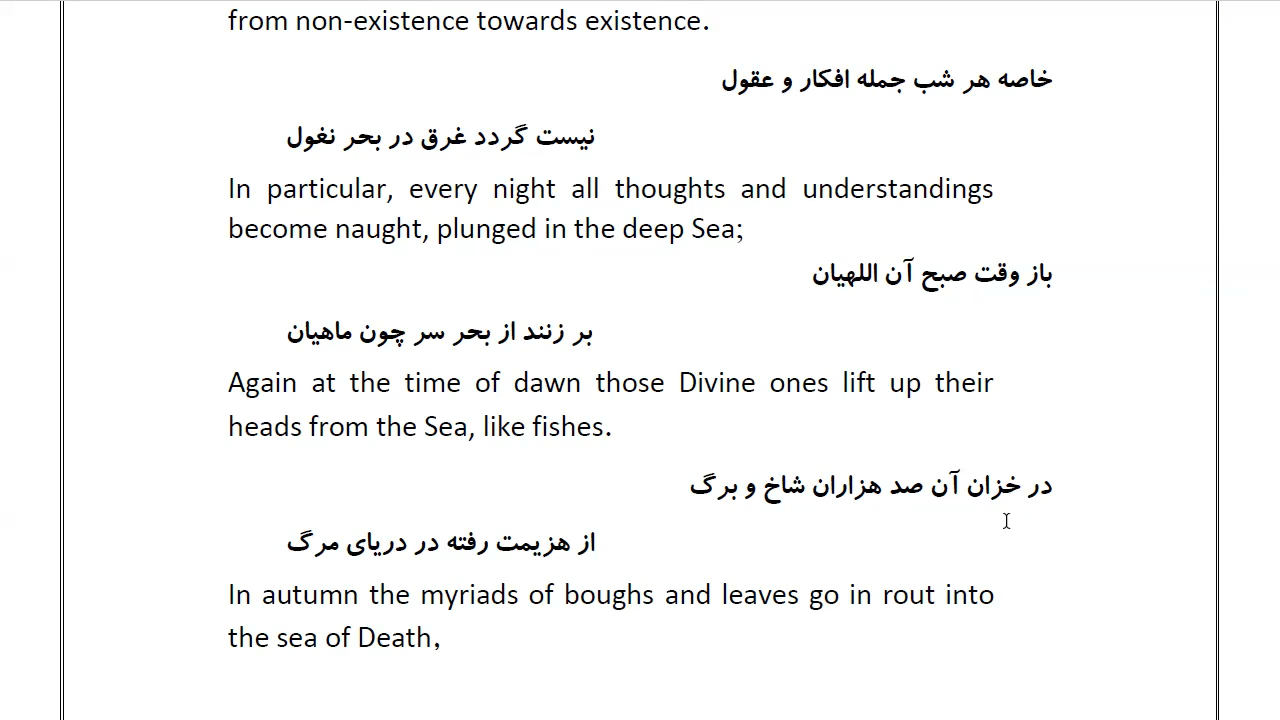 from non-existence towards existence.
خاصه هر شب جمله افکار و عقول
نیست گردد غرق در بحر نغول
In particular, every night all thoughts and understandings
become naught, plunged in the deep Sea;
باز وقت صبح آن اللهیان
بر زنند از بحر سر چون ماهیان
Again at the time of dawn those Divine ones lift up their
heads from the Sea, like fishes.
در خزان آن صد هزاران شاخ و برگ
از هزیمت رفته در دریای مرگ
In autumn the myriads of boughs and leaves go in rout into
the sea of Death,